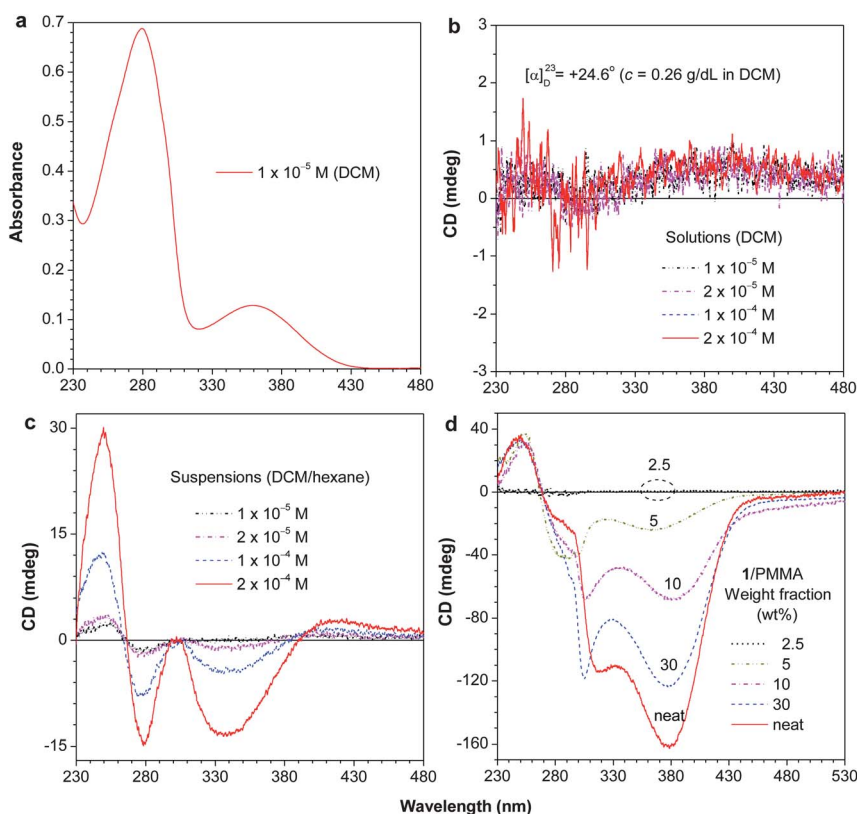 a
0.7
0.6
0.5
0.4
0.3
0.2
0.1
0.0
Absorbance
1 x 10⁻⁵ M (DCM)
230 280 330 380 430 480
b
3
2
1
0
-1
-2
-3
CD (mdeg)
[α]²³D = +24.6° (c = 0.26 g/dL in DCM)
Solutions (DCM)
1 x 10⁻⁵ M
2 x 10⁻⁵ M
1 x 10⁻⁴ M
2 x 10⁻⁴ M
230 280 330 380 430 480
c
30
15
0
-15
CD (mdeg)
Suspensions (DCM/hexane)
1 x 10⁻⁵ M
2 x 10⁻⁵ M
1 x 10⁻⁴ M
2 x 10⁻⁴ M
230 280 330 380 430 480
d
40
0
-40
-80
-120
-160
CD (mdeg)
2.5
5
10
30
neat
1/PMMA
Weight fraction
(wt%)
2.5
5
10
30
neat
230 280 330 380 430 480 530
Wavelength (nm)